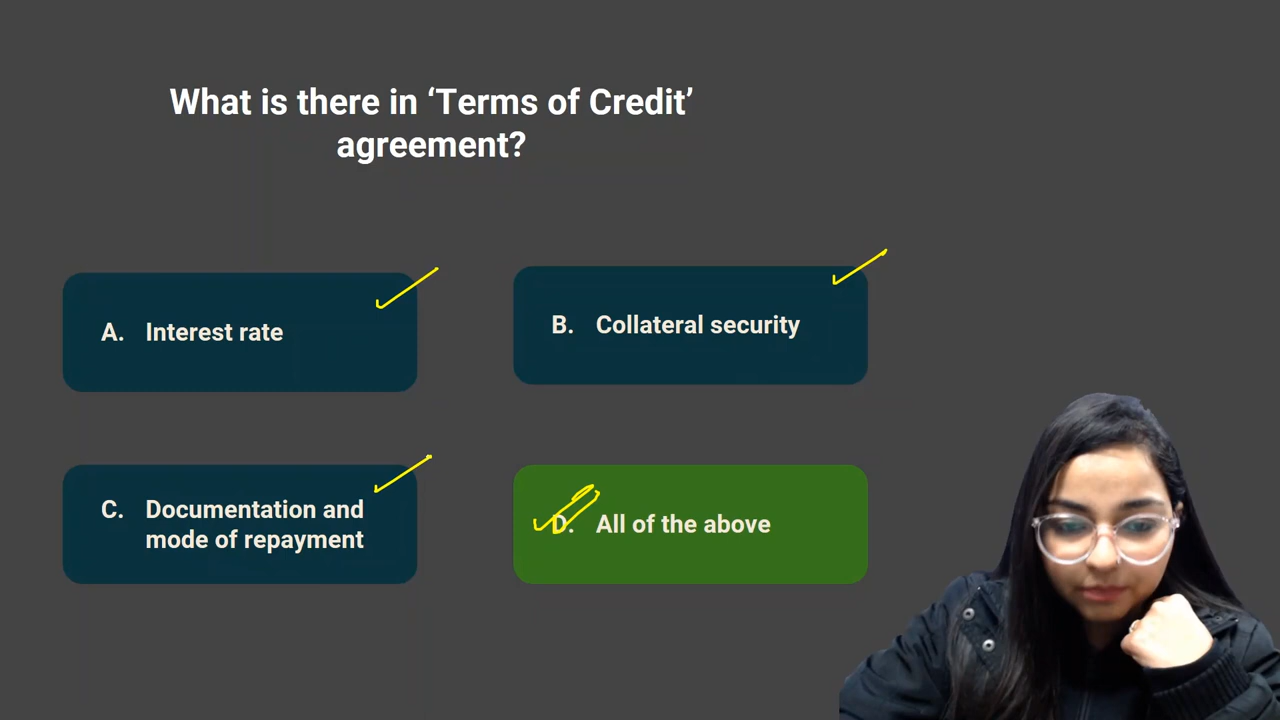 What is there in ‘Terms of Credit’
agreement?
A. Interest rate
B. Collateral security
C. Documentation and
mode of repayment
D. All of the above